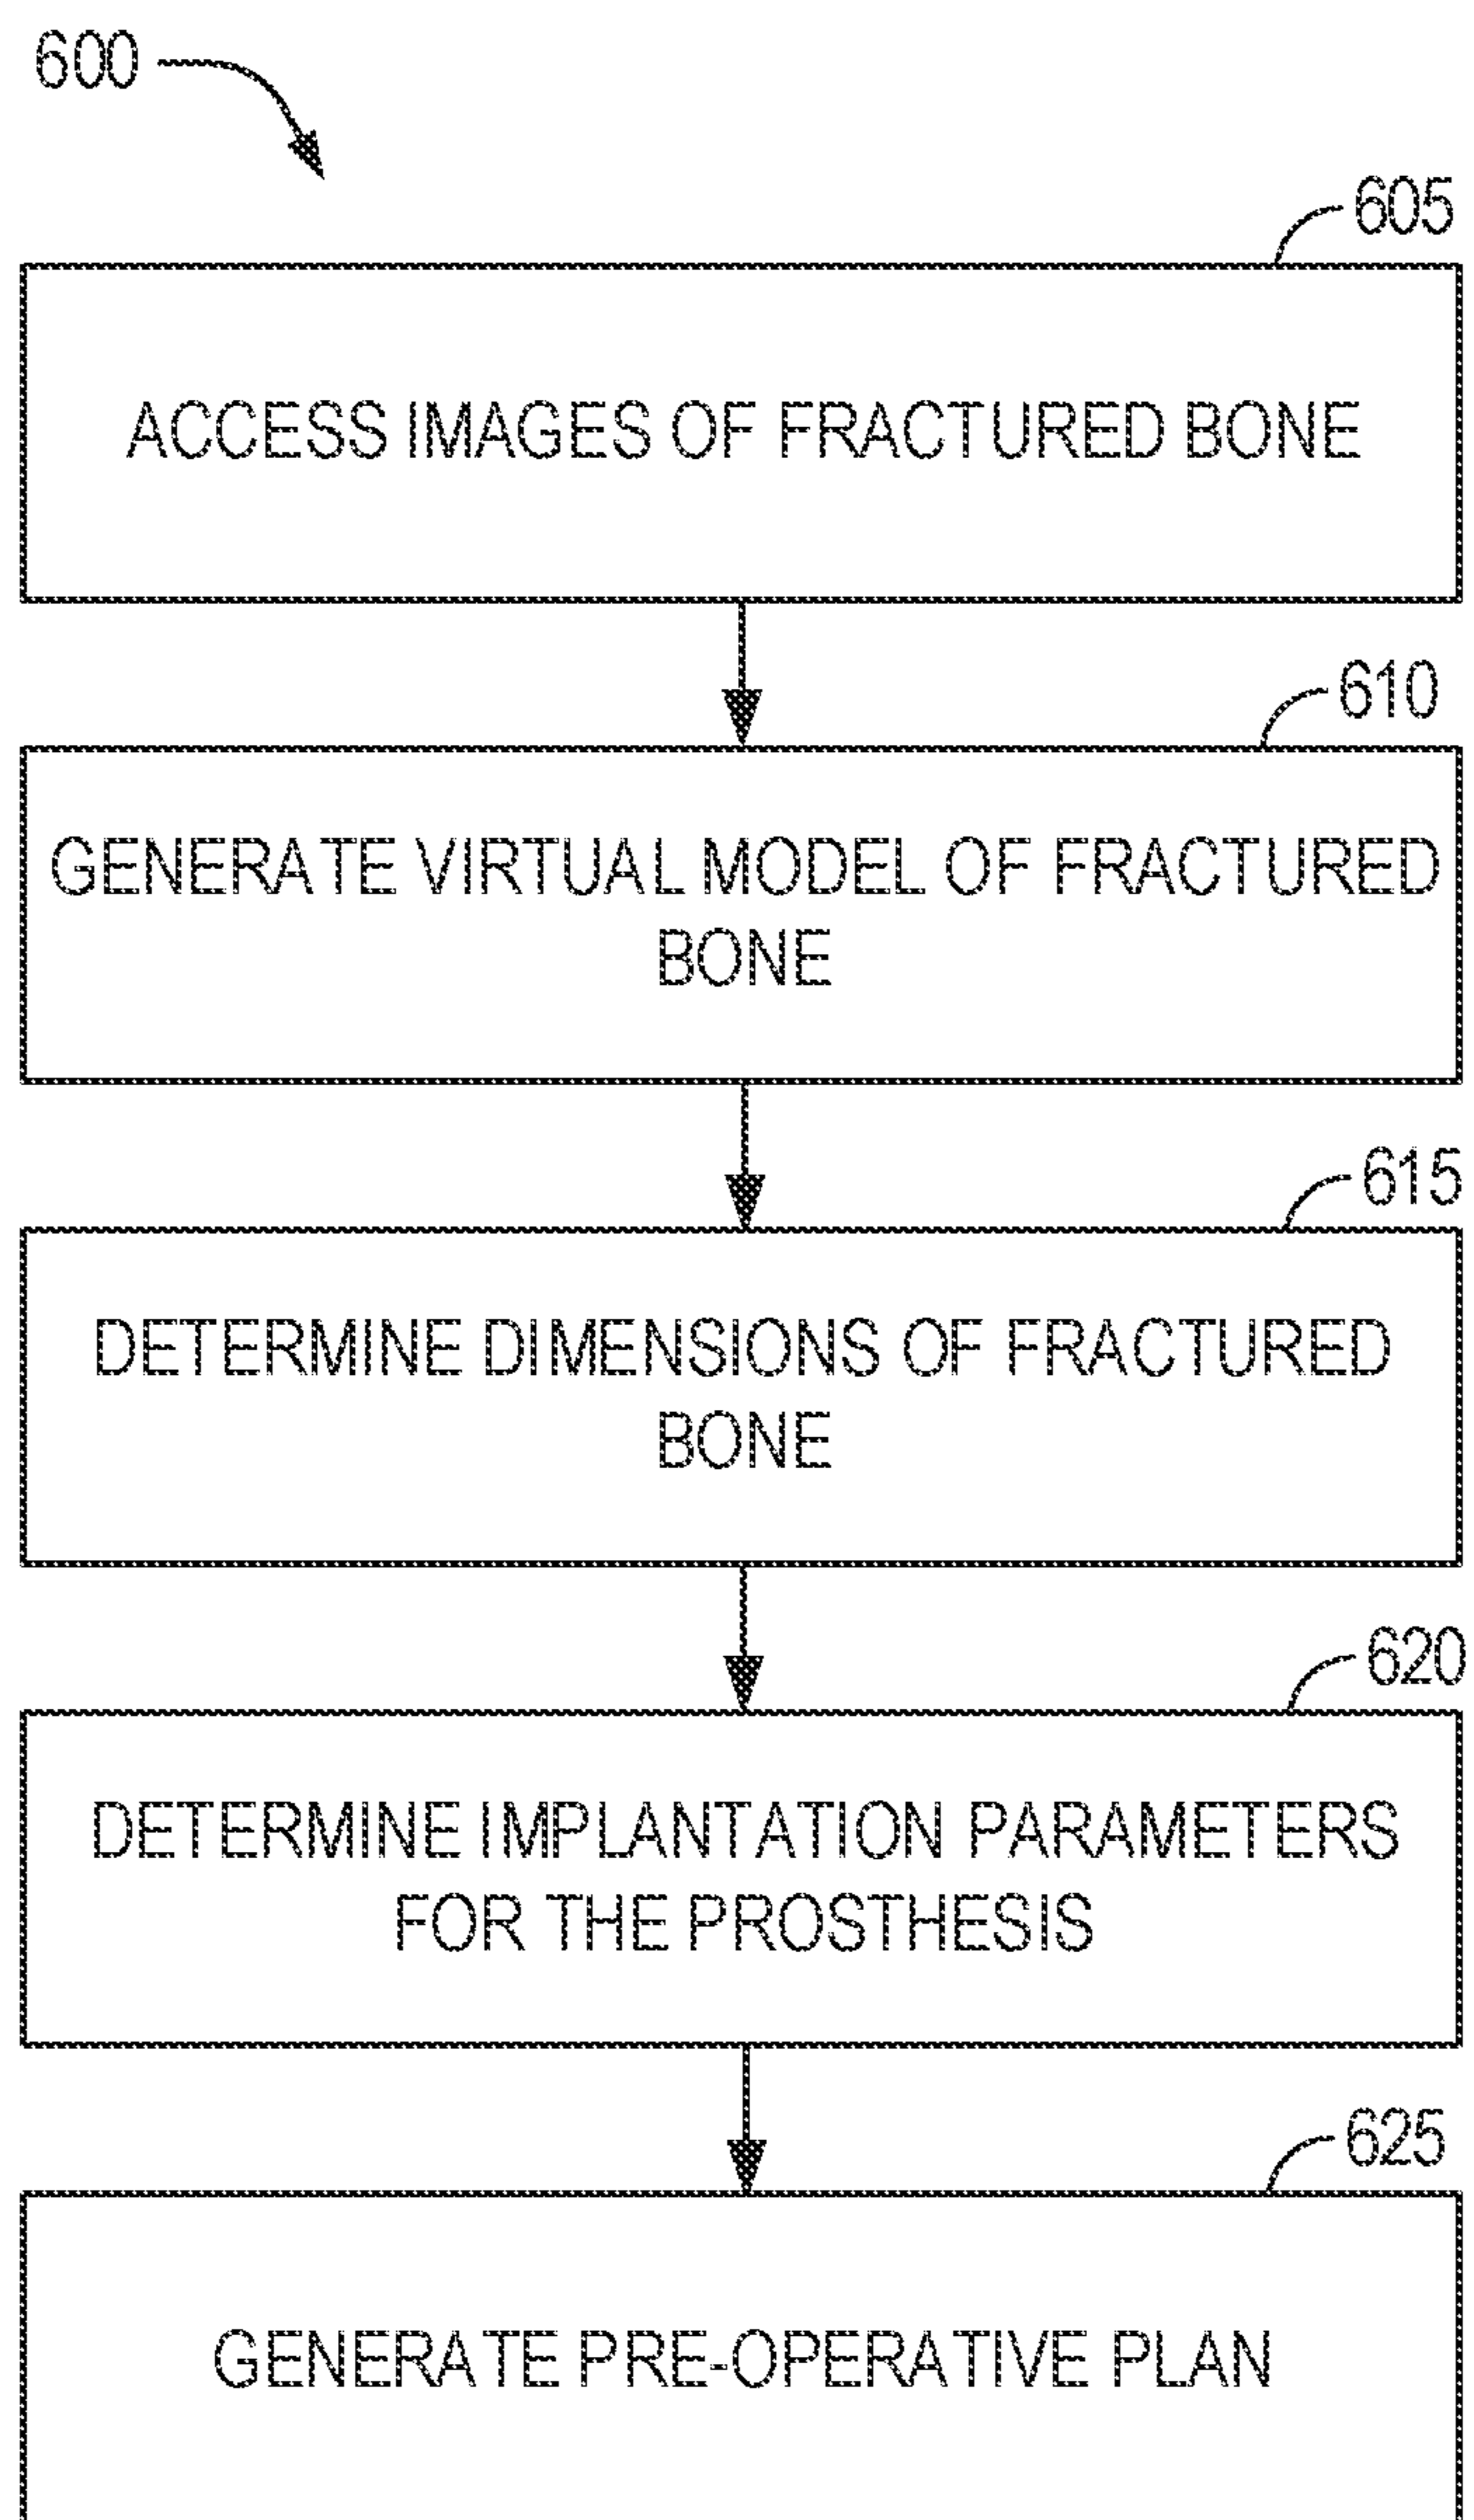 600
605
ACCESS IMAGES OF FRACTURED BONE
610
GENERATE VIRTUAL MODEL OF FRACTURED
BONE
615
DETERMINE DIMENSIONS OF FRACTURED
BONE
620
DETERMINE IMPLANTATION PARAMETERS
FOR THE PROSTHESIS
625
GENERATE PRE-OPERATIVE PLAN